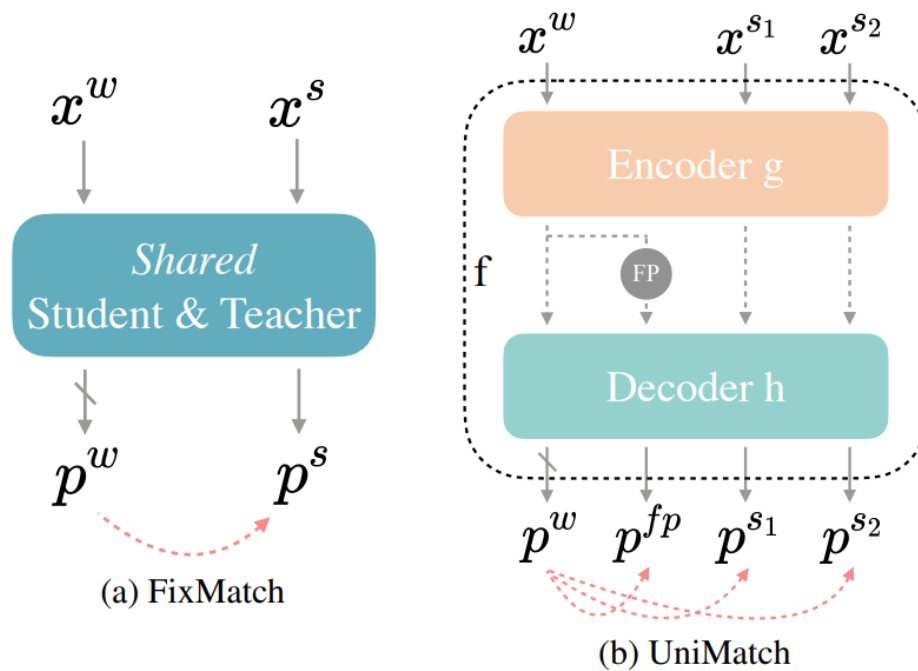 x^w x^s
Shared
Student & Teacher
p^w p^s
(a) FixMatch
x^w x^{s_1} x^{s_2}
Encoder g
f
FP
Decoder h
p^w p^{fp} p^{s_1} p^{s_2}
(b) UniMatch